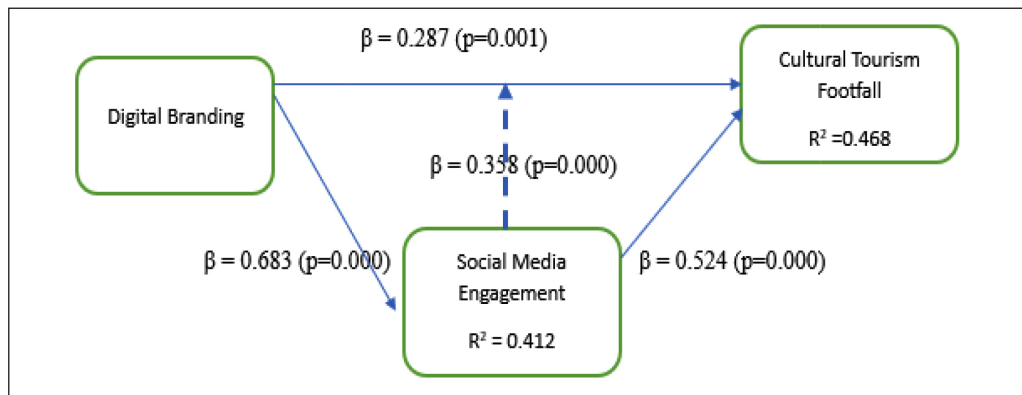 β = 0.287 (p=0.001)
Digital Branding
Cultural Tourism
Footfall
R² =0.468
β = 0.358 (p=0.000)
β = 0.683 (p=0.000)
Social Media
Engagement
R² = 0.412
β = 0.524 (p=0.000)